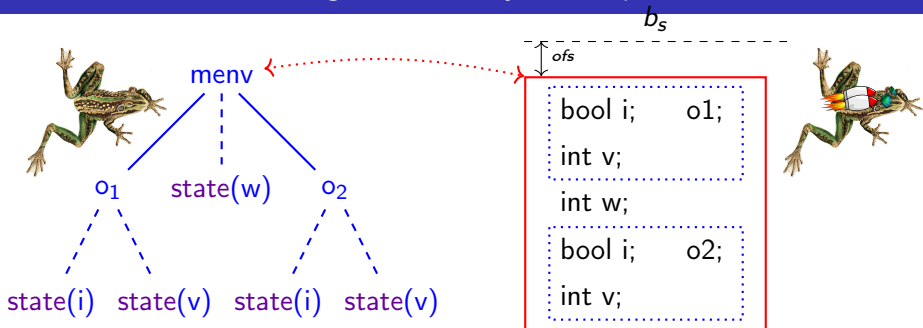 b_s
ofs
menv
bool i; o1;
int v;
o_1 state(w) o_2
int w;
bool i; o2;
state(i) state(v) state(i) state(v)
int v;